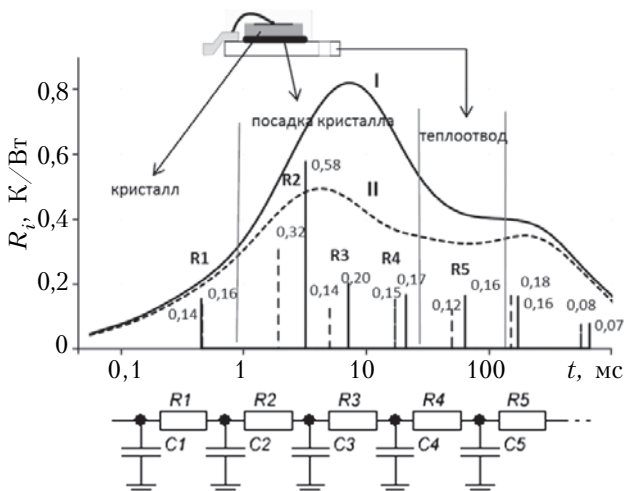 R_i, К/Вт
0,8
0,6
0,4
0,2
0
I
II
посадка кристалла
теплоотвод
кристалл
R1
R2
R3
R4
R5
0,14
0,16
0,32
0,58
0,14
0,20
0,15
0,17
0,12
0,16
0,18
0,16
0,08
0,07
0,1 1 10 100 t, мс
R1 R2 R3 R4 R5
C1 C2 C3 C4 C5